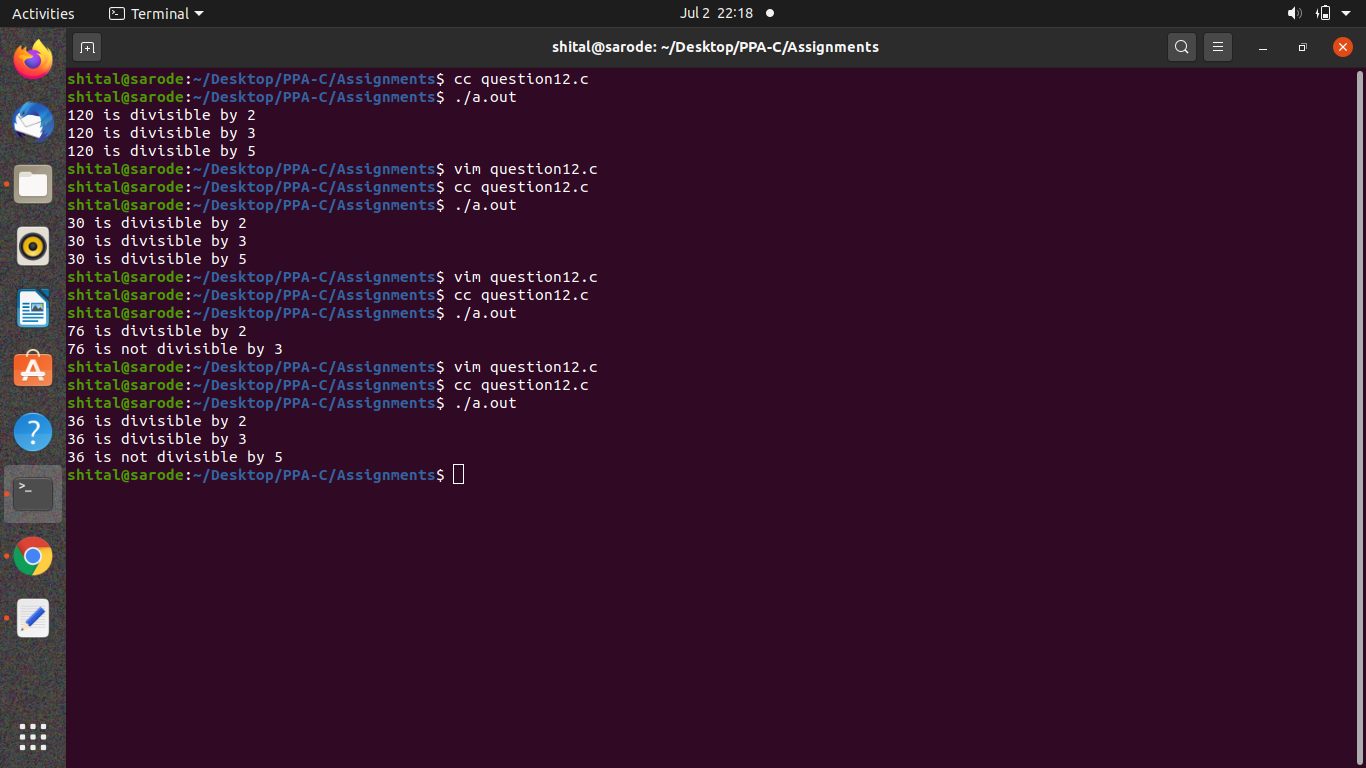 Activities
Terminal
Jul 2 22:18
shital@sarode: ~/Desktop/PPA-C/Assignments
shital@sarode:~/Desktop/PPA-C/Assignments$ cc question12.c
shital@sarode:~/Desktop/PPA-C/Assignments$ ./a.out
120 is divisible by 2
120 is divisible by 3
120 is divisible by 5
shital@sarode:~/Desktop/PPA-C/Assignments$ vim question12.c
shital@sarode:~/Desktop/PPA-C/Assignments$ cc question12.c
shital@sarode:~/Desktop/PPA-C/Assignments$ ./a.out
30 is divisible by 2
30 is divisible by 3
30 is divisible by 5
shital@sarode:~/Desktop/PPA-C/Assignments$ vim question12.c
shital@sarode:~/Desktop/PPA-C/Assignments$ cc question12.c
shital@sarode:~/Desktop/PPA-C/Assignments$ ./a.out
76 is divisible by 2
76 is not divisible by 3
shital@sarode:~/Desktop/PPA-C/Assignments$ vim question12.c
shital@sarode:~/Desktop/PPA-C/Assignments$ cc question12.c
shital@sarode:~/Desktop/PPA-C/Assignments$ ./a.out
36 is divisible by 2
36 is divisible by 3
36 is not divisible by 5
shital@sarode:~/Desktop/PPA-C/Assignments$